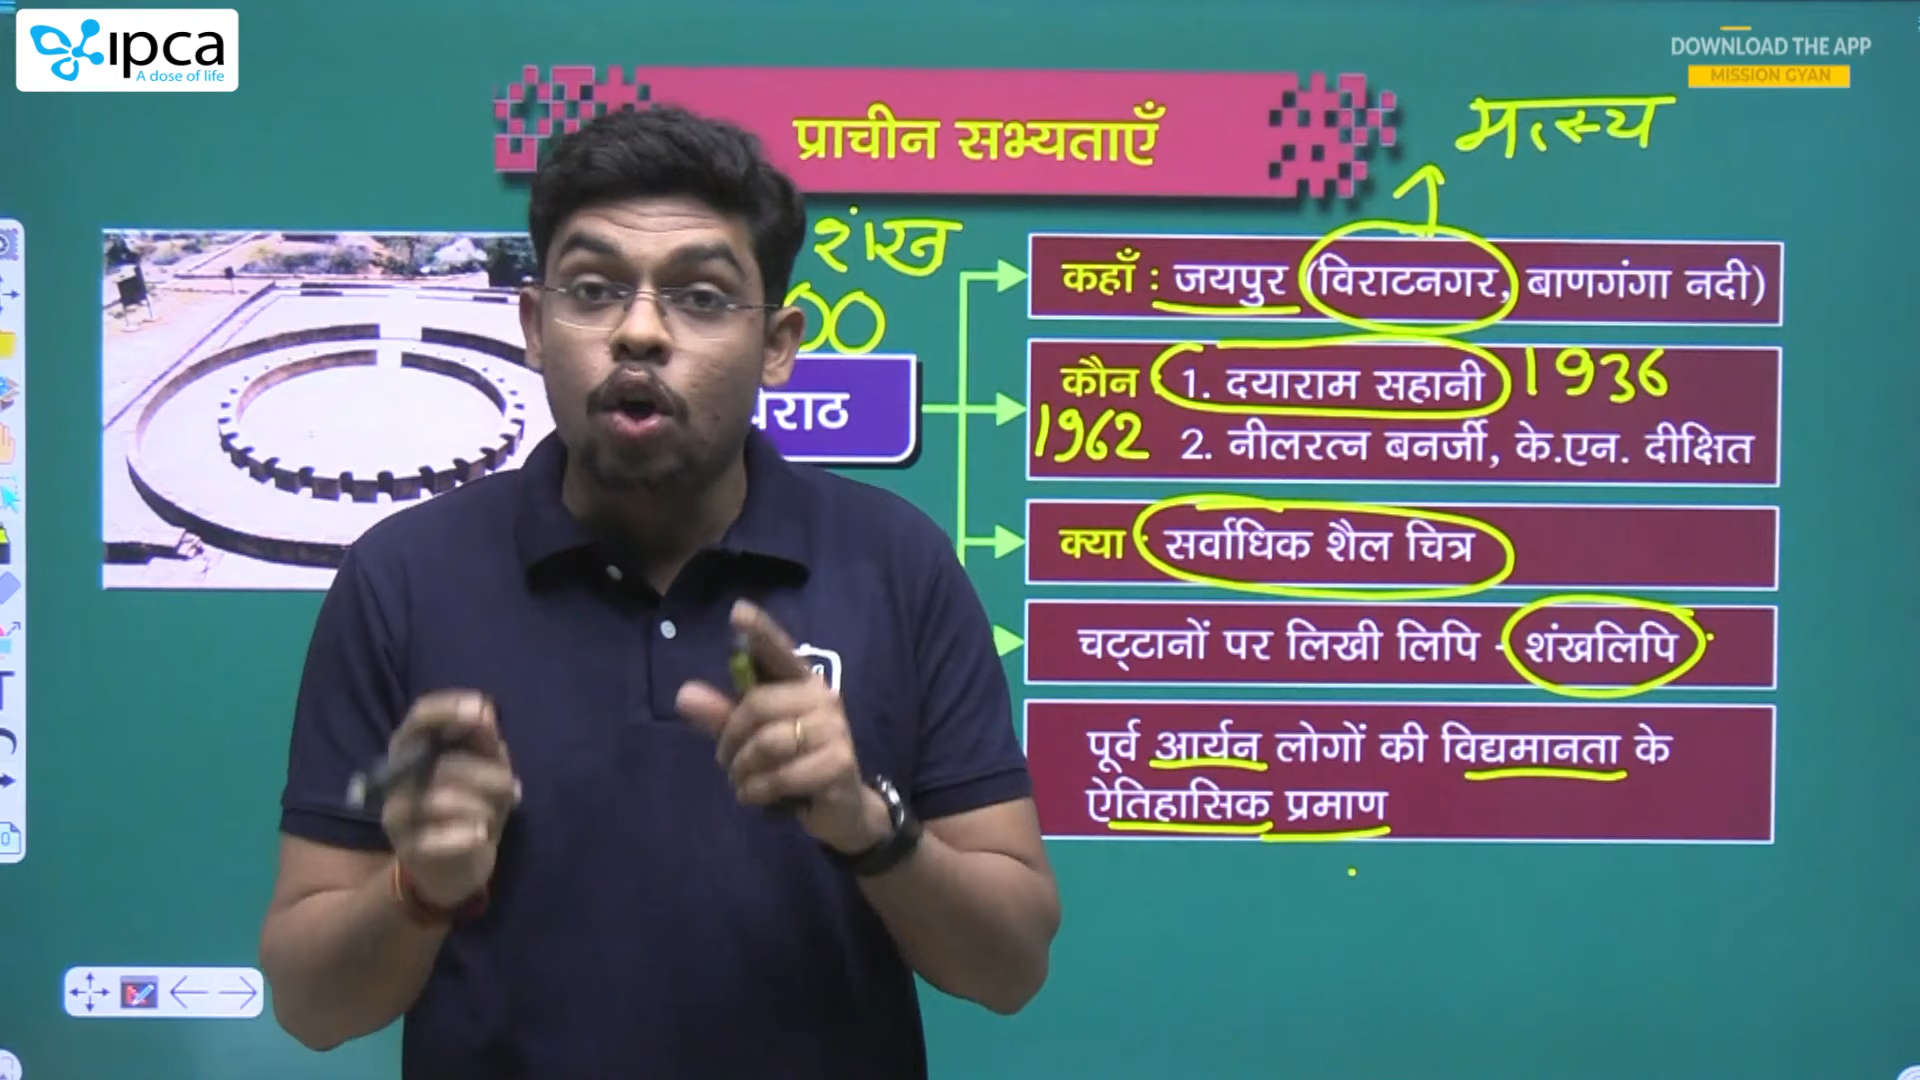 ipca
A dose of life
DOWNLOAD THE APP
MISSION GYAN
प्राचीन सभ्यताएँ
मत्स्य
शंख
कहाँ : जयपुर (विराटनगर, बाणगंगा नदी)
कौन : 1. दयाराम सहानी 1936
1962 2. नीलरत्न बनर्जी, के.एन. दीक्षित
क्या : सर्वाधिक शैल चित्र
चट्टानों पर लिखी लिपि - शंखलिपि
पूर्व आर्यन लोगों की विद्यमानता के
ऐतिहासिक प्रमाण